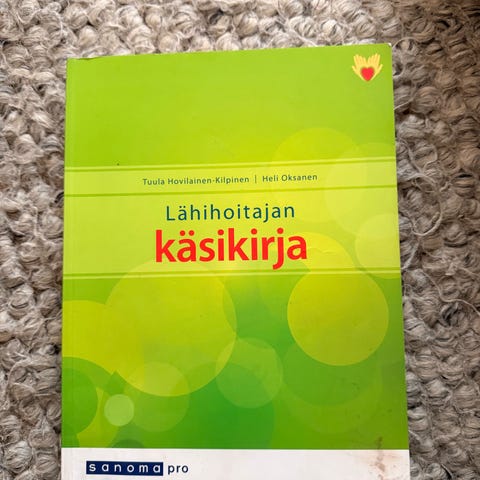 Tuula Hovilainen-Kilpinen | Heli Oksanen
Lähihoitajan
käsikirja
sanoma pro